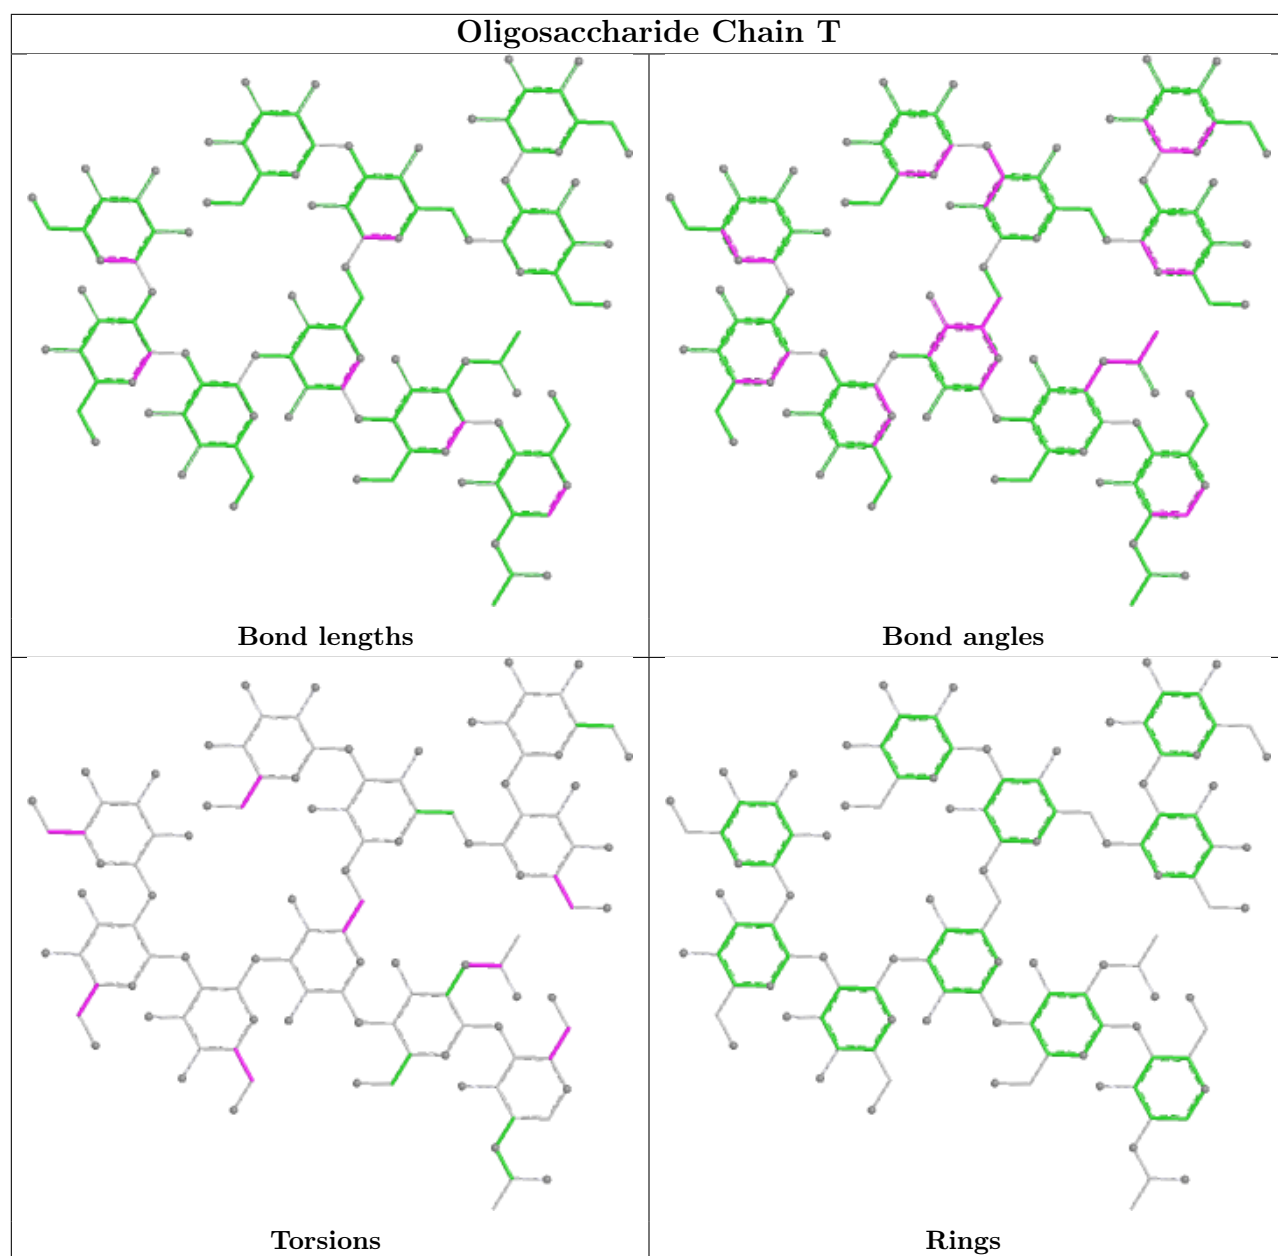 Oligosaccharide Chain T
Bond lengths
Bond angles
Torsions
Rings